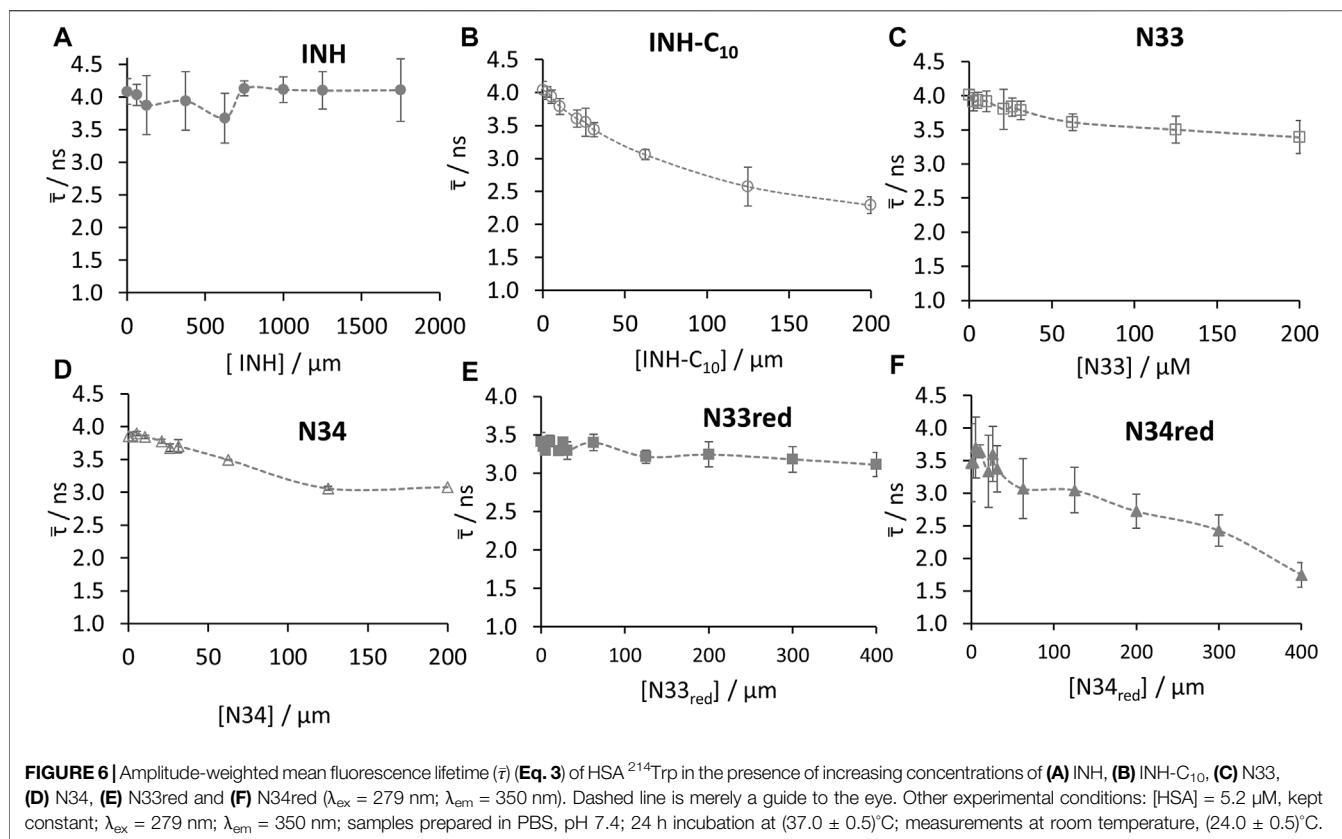 A
INH
4.5
4.0
3.5
3.0
2.5
2.0
1.5
1.0
τ̅ / ns
0 500 1000 1500 2000
[ INH] / μm
B
INH-C₁₀
4.5
4.0
3.5
3.0
2.5
2.0
1.5
1.0
τ̅ / ns
0 50 100 150 200
[INH-C₁₀] / μm
C
N33
4.5
4.0
3.5
3.0
2.5
2.0
1.5
1.0
τ̅ / ns
0 50 100 150 200
[N33] / μM
D
N34
4.5
4.0
3.5
3.0
2.5
2.0
1.5
1.0
τ̅ / ns
0 50 100 150 200
[N34] / μm
E
N33red
4.0
3.5
3.0
2.5
2.0
1.5
1.0
τ̅ / ns
0 100 200 300 400
[N33red] / μm
F
N34red
4.5
4.0
3.5
3.0
2.5
2.0
1.5
1.0
τ̅ / ns
0 100 200 300 400
[N34red] / μm
FIGURE 6 | Amplitude-weighted mean fluorescence lifetime (τ̅) (Eq. 3) of HSA ²¹⁴Trp in the presence of increasing concentrations of (A) INH, (B) INH-C₁₀, (C) N33,
(D) N34, (E) N33red and (F) N34red (λex = 279 nm; λem = 350 nm). Dashed line is merely a guide to the eye. Other experimental conditions: [HSA] = 5.2 μM, kept
constant; λex = 279 nm; λem = 350 nm; samples prepared in PBS, pH 7.4; 24 h incubation at (37.0 ± 0.5)°C; measurements at room temperature, (24.0 ± 0.5)°C.